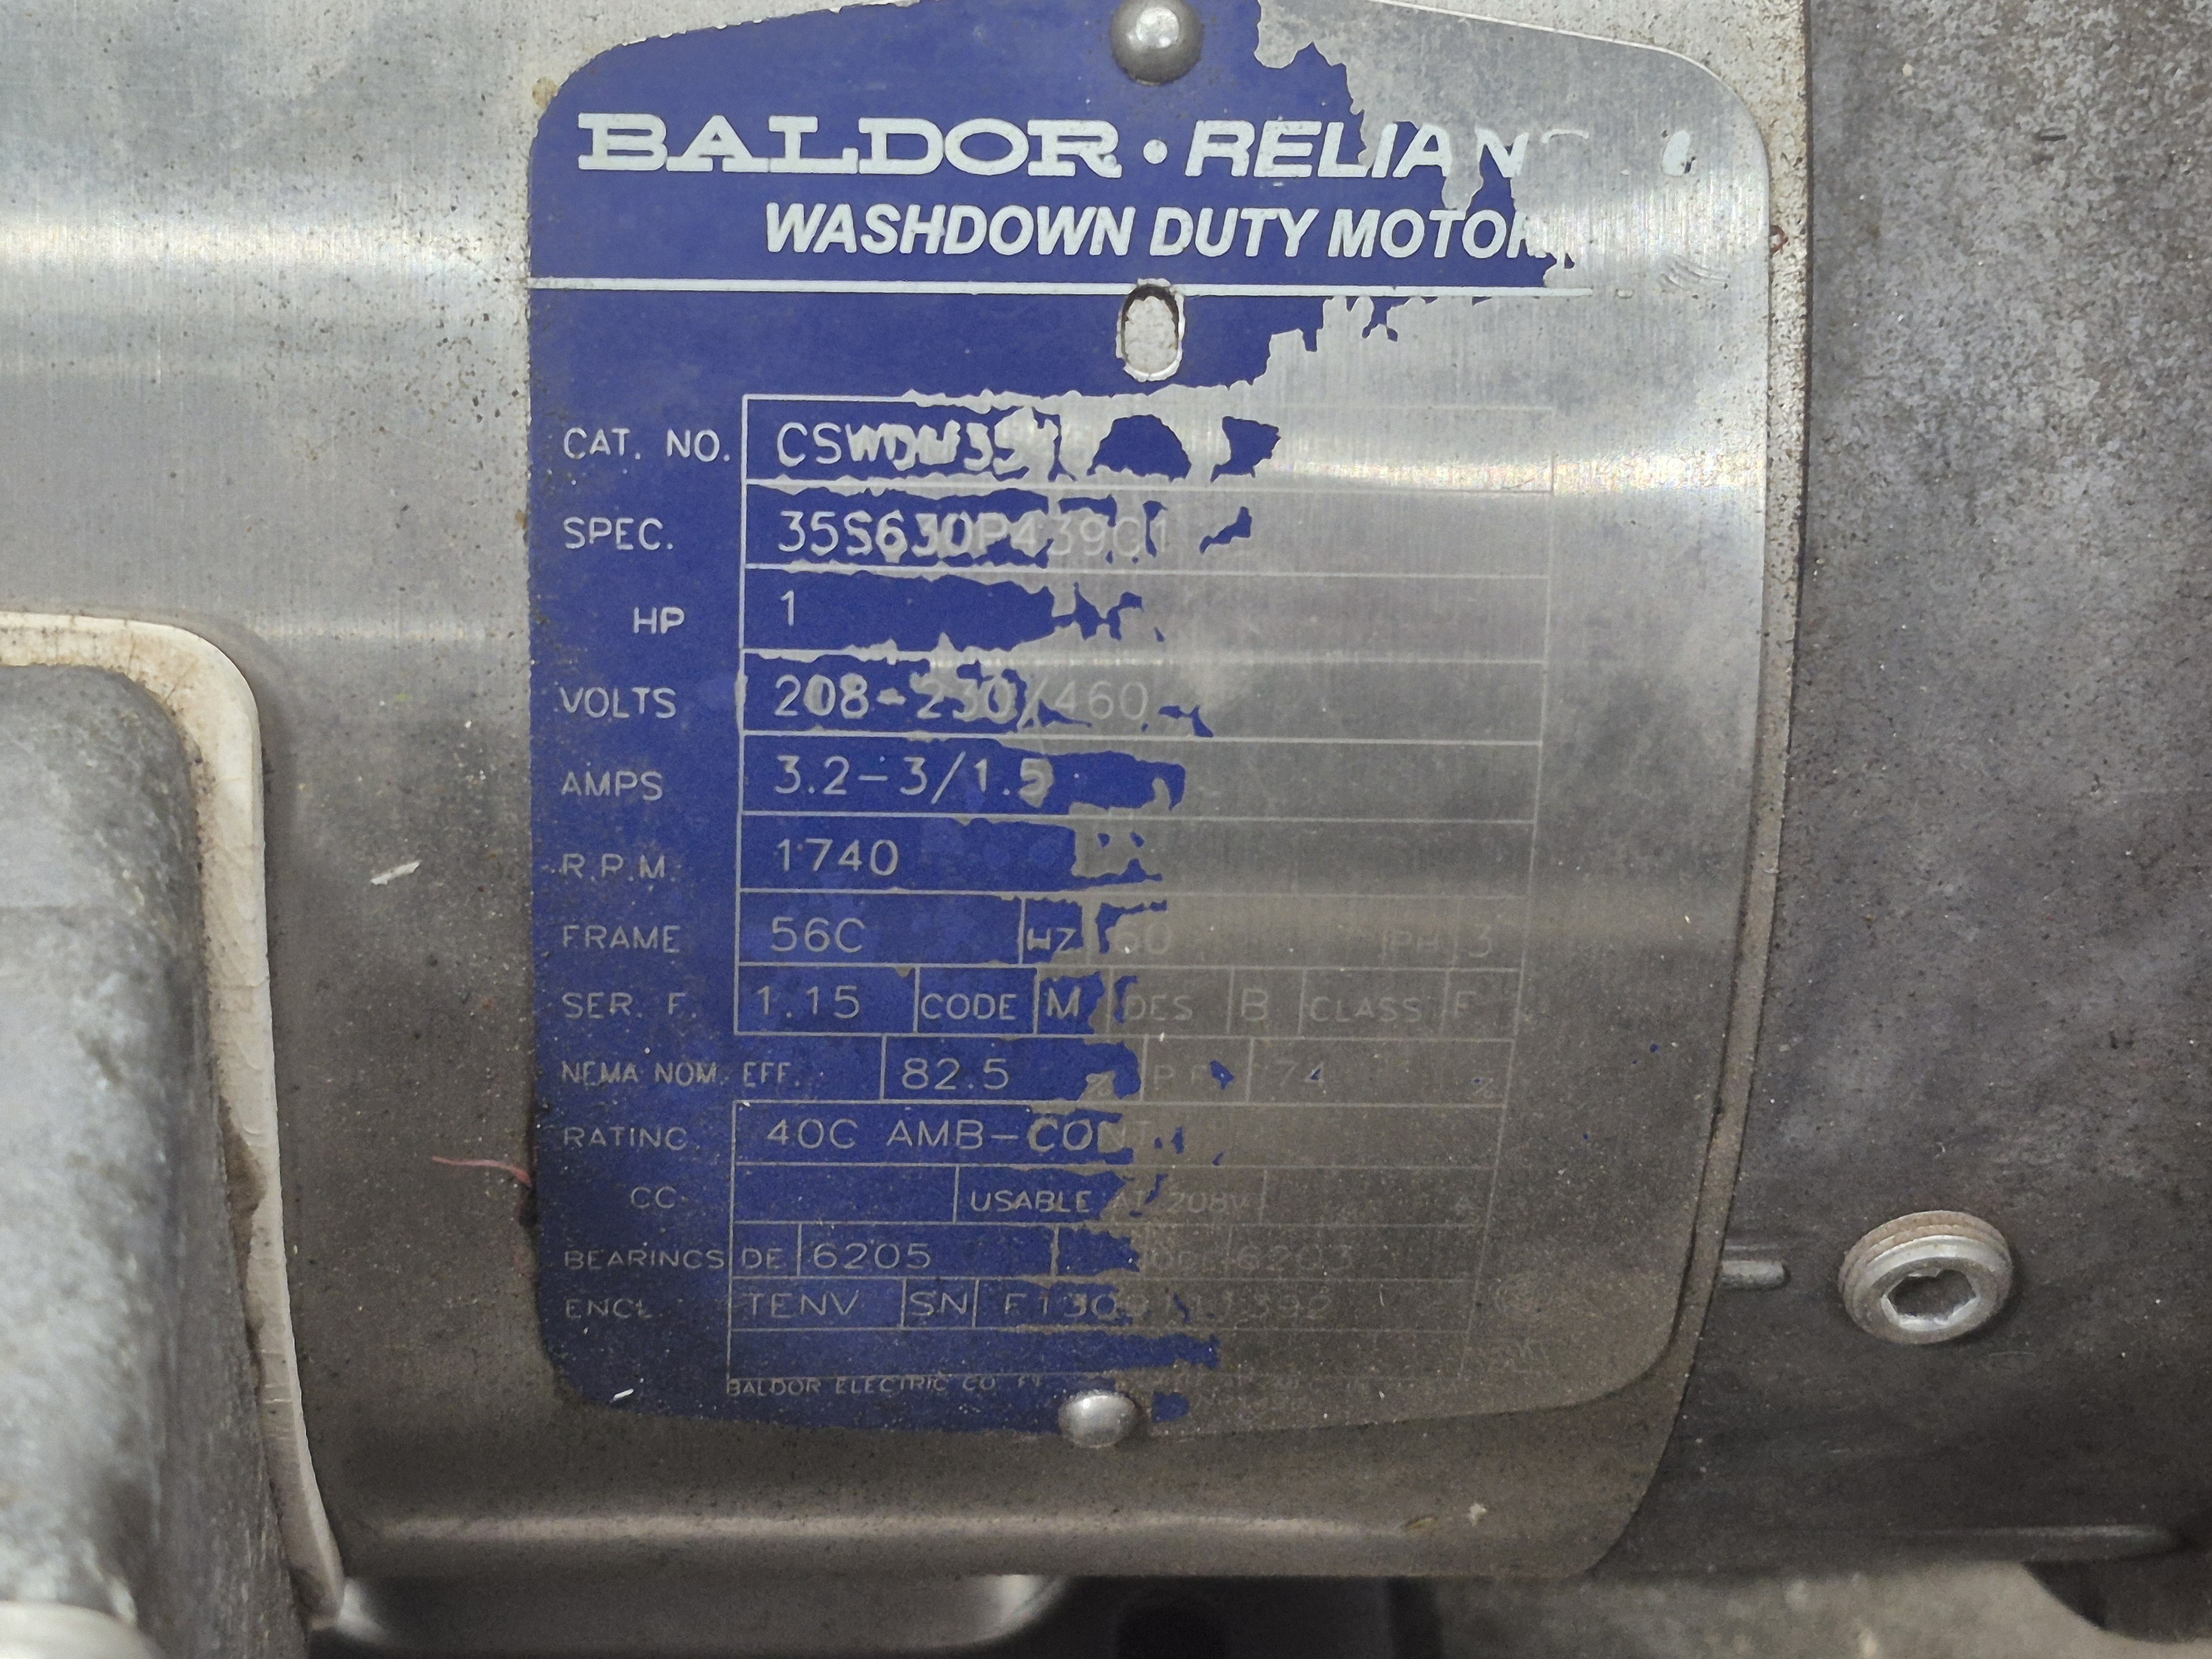 BALDOR · RELIAN
WASHDOWN DUTY MOTOR
CAT. NO.
SPEC. 35S630P439C1
HP 1
VOLTS 208-230/460
AMPS 3.2-3/1.5
R.P.M. 1740
FRAME 56C HZ 60 PH 3
SER. F. 1.15 CODE M DES B CLASS F
NEMA NOM. EFF. 82.5 % P.F. 74 %
RATING 40C AMB-CONT
CC USABLE AT 208V
BEARINGS DE 6205 ODE 6203
ENCL TENV SN
BALDOR ELECTRIC CO